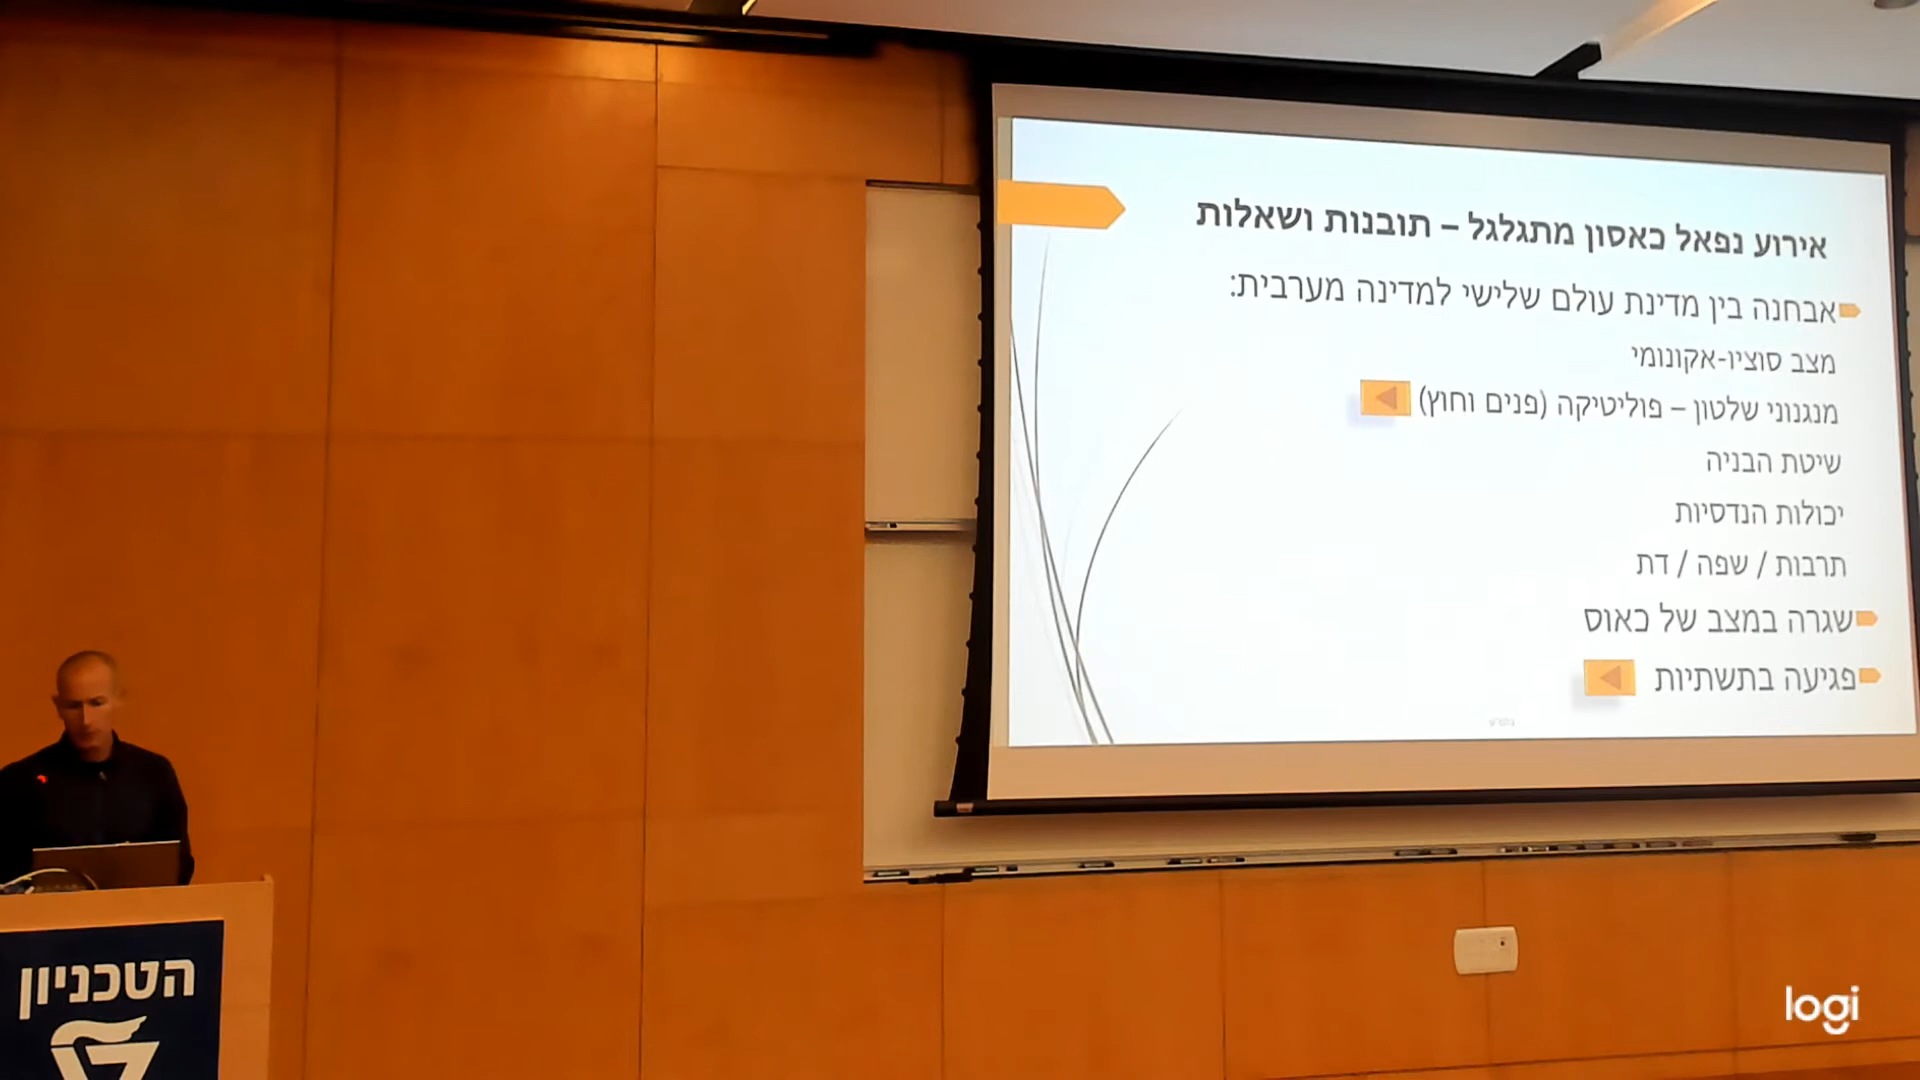 אירוע נפאל כאסון מתגלגל – תובנות ושאלות
אבחנה בין מדינת עולם שלישי למדינה מערבית:
מצב סוציו-אקונומי
מנגנוני שלטון – פוליטיקה (פנים וחוץ)
שיטת הבניה
יכולות הנדסיות
תרבות / שפה / דת
שגרה במצב של כאוס
פגיעה בתשתיות
הטכניון
logi